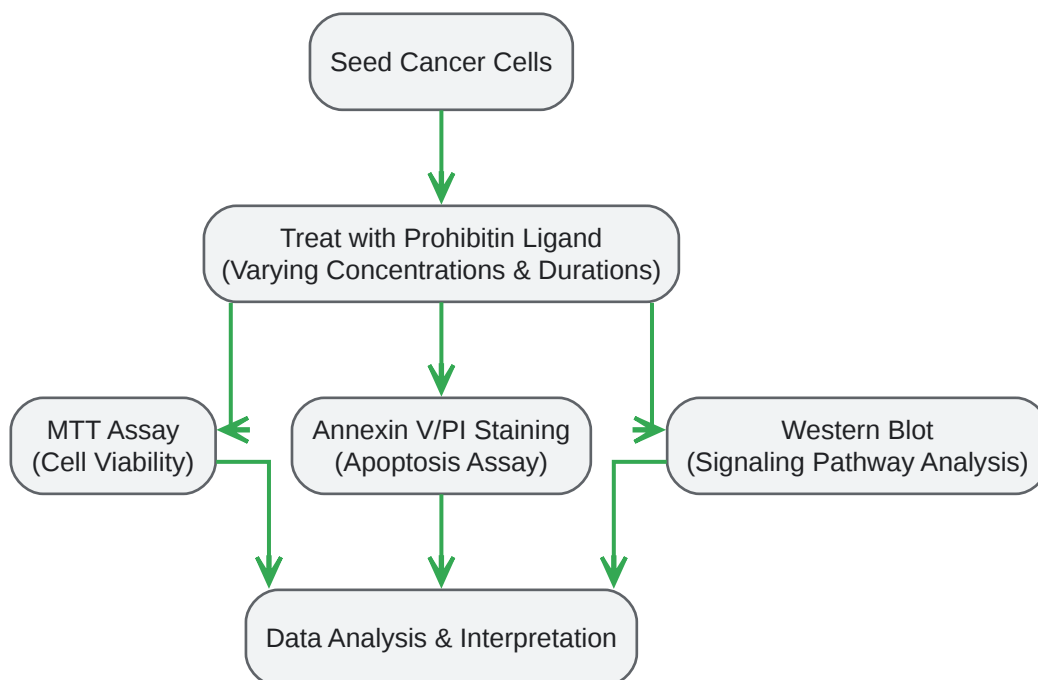 Seed Cancer Cells
Treat with Prohibitin Ligand
(Varying Concentrations & Durations)
MTT Assay
(Cell Viability)
Annexin V/PI Staining
(Apoptosis Assay)
Western Blot
(Signaling Pathway Analysis)
Data Analysis & Interpretation